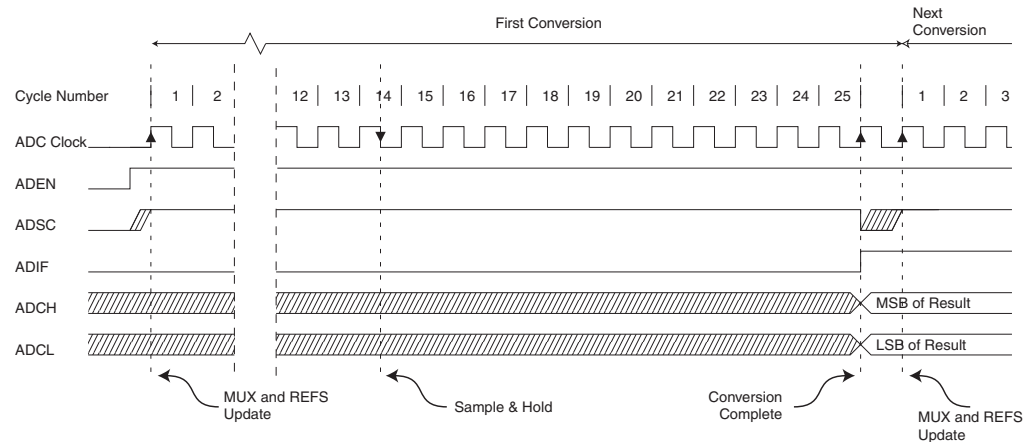 First Conversion
Next
Conversion
Cycle Number 1 2 12 13 14 15 16 17 18 19 20 21 22 23 24 25 1 2 3
ADC Clock
ADEN
ADSC
ADIF
ADCH MSB of Result
ADCL LSB of Result
MUX and REFS
Update
Sample & Hold
Conversion
Complete
MUX and REFS
Update